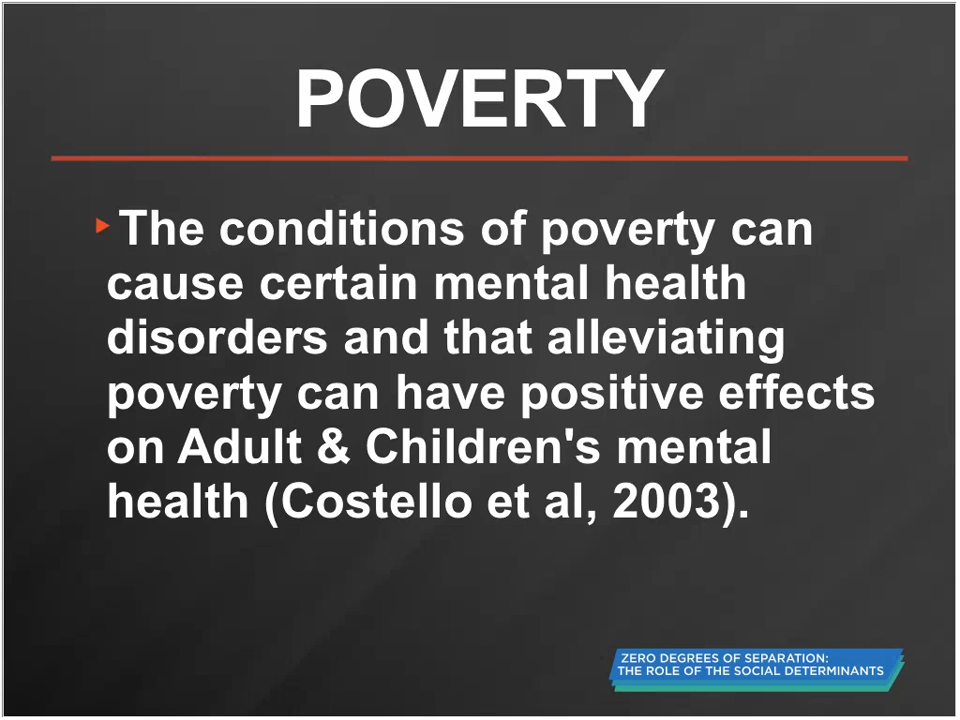 POVERTY
‣The conditions of poverty can
cause certain mental health
disorders and that alleviating
poverty can have positive effects
on Adult & Children's mental
health (Costello et al, 2003).
ZERO DEGREES OF SEPARATION:
THE ROLE OF THE SOCIAL DETERMINANTS